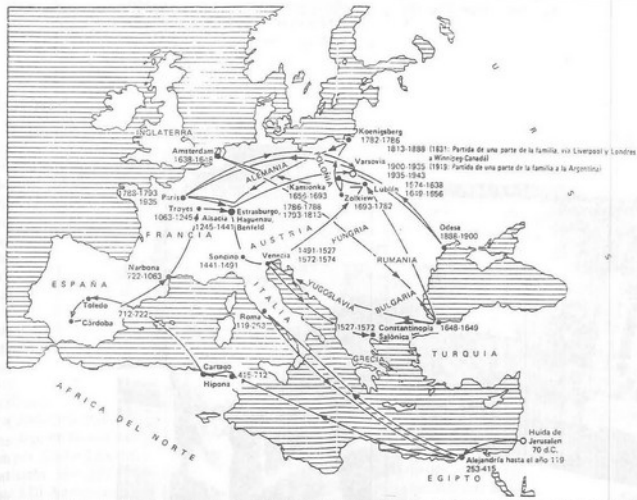 INGLATERRA
Koenigsberg
1782-1786
1813-1888 (1831: Partida de una parte de la familia, vía Liverpool y Londres
a Winnipeg-Canadá)
Amsterdam
1638-164
ALEMANIA
POLONIA
Varsovia
1900-1935 (1919: Partida de una parte de la familia a la Argentina)
1935-1943
Lublin
1574-1638
1649-1656
Kamionka
1656-1693
1786-1788
1793-1813
Zolkiew
1693-1782
1788-1793
1935
París
Troyes
1063-1245
Alsacia
1245-1441
Estrasburgo,
Haguenau,
Benfeld
FRANCIA
AUSTRIA
HUNGRIA
RUMANIA
Odesa
1888-1900
1491-1527
1572-1574
Soncino
1441-1491
Venecia
Narbona
722-1063
ESPAÑA
Toledo
Córdoba
712-722
ITALIA
Roma
119-253
YUGOSLAVIA
BULGARIA
1527-1572
Constantinopla
Salónica
1648-1649
GRECIA
TURQUIA
Cartago
Hipona
415-712
AFRICA DEL NORTE
Huida de
Jerusalen
70 d.C.
Alejandría hasta el año 119
253-415
EGIPTO
U R S S